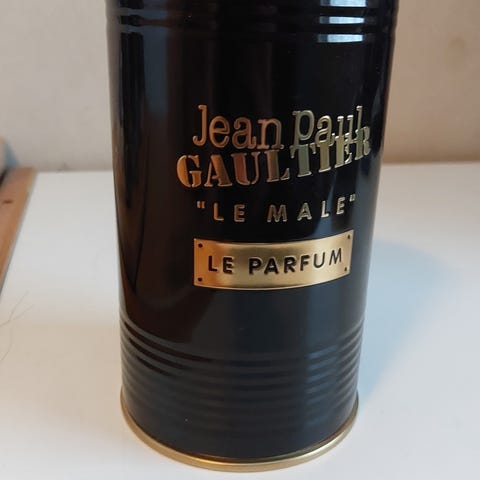 Jean Paul
GAULTIER
"LE MALE"
LE PARFUM